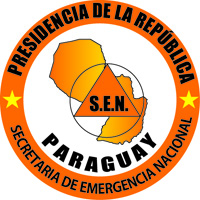 PRESIDENCIA DE LA REPÚBLICA
S.E.N.
PARAGUAY
SECRETARIA DE EMERGENCIA NACIONAL